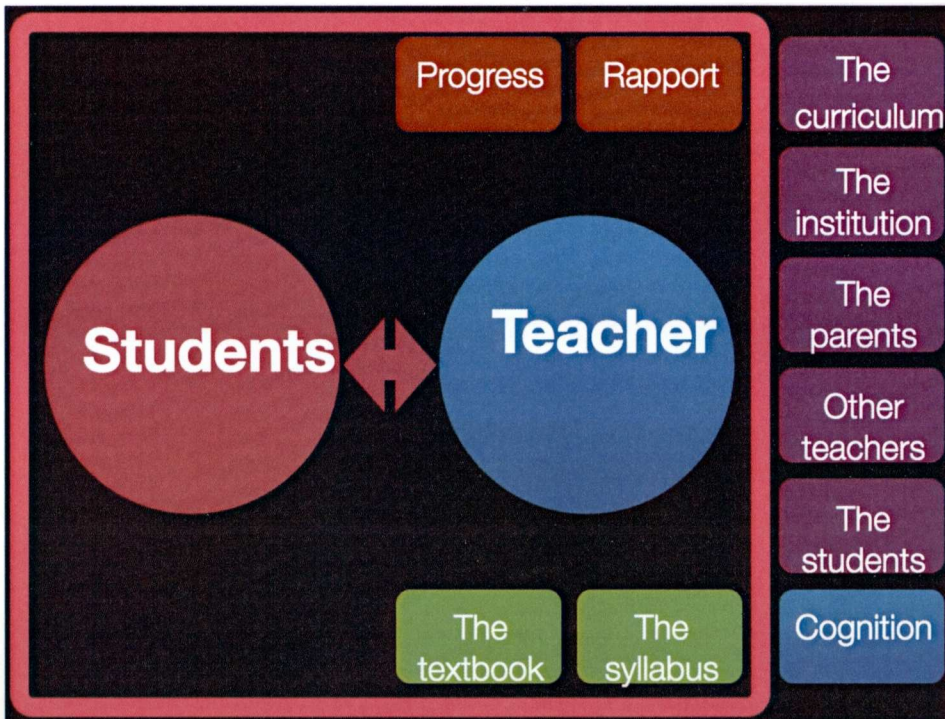 Progress
Rapport
Students
Teacher
The
textbook
The
syllabus
The
curriculum
The
institution
The
parents
Other
teachers
The
students
Cognition